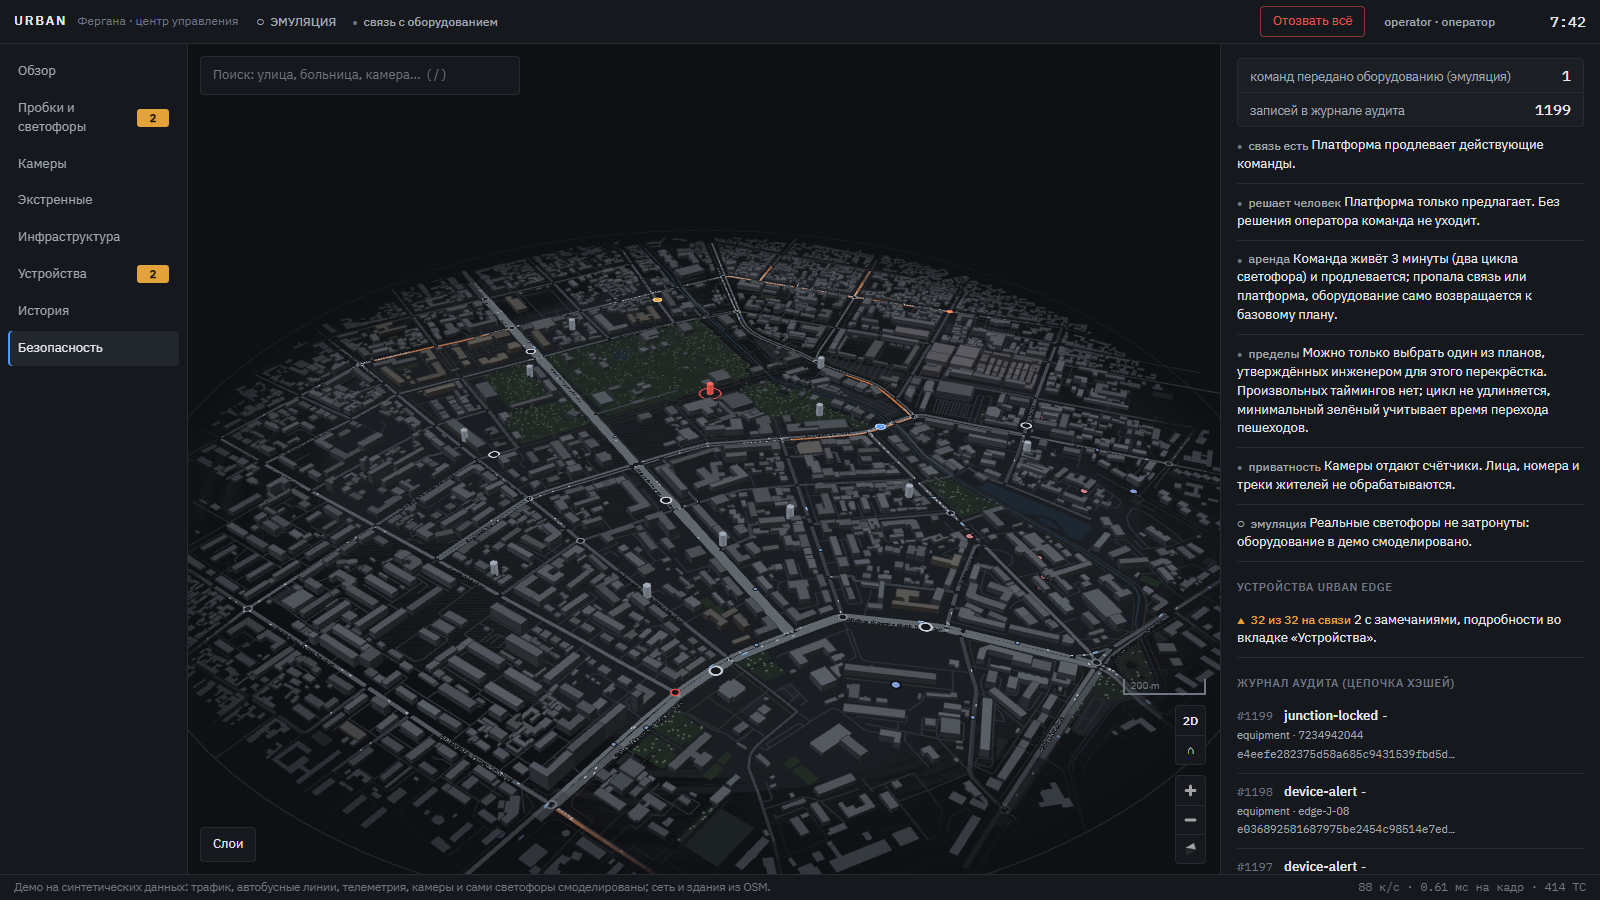 URBAN Фергана · центр управления ЭМУЛЯЦИЯ связь с оборудованием Отозвать всё operator · оператор 7:42
Обзор
Пробки и
светофоры 2
Камеры
Экстренные
Инфраструктура
Устройства 2
История
Безопасность
Поиск: улица, больница, камера... (/)
200 m
2D
Слои
команд передано оборудованию (эмуляция) 1
записей в журнале аудита 1199
связь есть Платформа продлевает действующие
команды.
решает человек Платформа только предлагает. Без
решения оператора команда не уходит.
аренда Команда живёт 3 минуты (два цикла
светофора) и продлевается; пропала связь или
платформа, оборудование само возвращается к
базовому плану.
пределы Можно только выбрать один из планов,
утверждённых инженером для этого перекрёстка.
Произвольных таймингов нет; цикл не удлиняется,
минимальный зелёный учитывает время перехода
пешеходов.
приватность Камеры отдают счётчики. Лица, номера и
треки жителей не обрабатываются.
эмуляция Реальные светофоры не затронуты:
оборудование в демо смоделировано.
УСТРОЙСТВА URBAN EDGE
32 из 32 на связи 2 с замечаниями, подробности во
вкладке «Устройства».
ЖУРНАЛ АУДИТА (ЦЕПОЧКА ХЭШЕЙ)
#1199 junction-locked -
equipment · 7234942044
e4eefe282375d58a685c9431539fbd5d…
#1198 device-alert -
equipment · edge-J-08
e036892581687975be2454c98514e7ed…
#1197 device-alert -
Демо на синтетических данных: трафик, автобусные линии, телеметрия, камеры и сами светофоры смоделированы; сеть и здания из OSM.
88 к/с · 0.61 мс на кадр · 414 ТС